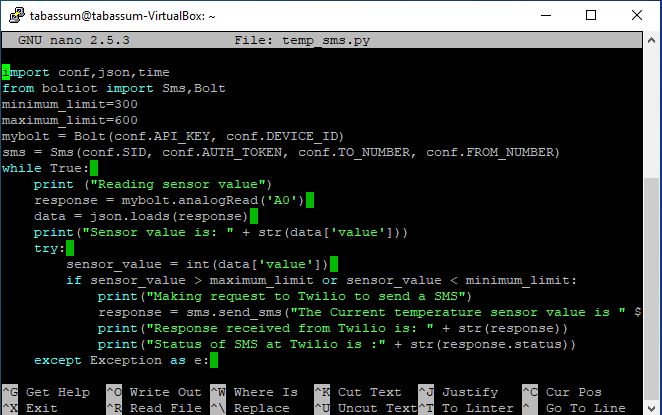 tabassum@tabassum-VirtualBox: ~
GNU nano 2.5.3 File: temp_sms.py
import conf,json,time
from boltiot import Sms,Bolt
minimum_limit=300
maximum_limit=600
mybolt = Bolt(conf.API_KEY, conf.DEVICE_ID)
sms = Sms(conf.SID, conf.AUTH_TOKEN, conf.TO_NUMBER, conf.FROM_NUMBER)
while True:
    print ("Reading sensor value")
    response = mybolt.analogRead('A0')
    data = json.loads(response)
    print("Sensor value is: " + str(data['value']))
    try:
        sensor_value = int(data['value'])
        if sensor_value > maximum_limit or sensor_value < minimum_limit:
            print("Making request to Twilio to send a SMS")
            response = sms.send_sms("The Current temperature sensor value is " $
            print("Response received from Twilio is: " + str(response))
            print("Status of SMS at Twilio is :" + str(response.status))
    except Exception as e:
^G Get Help ^O Write Out ^W Where Is ^K Cut Text ^J Justify ^C Cur Pos
^X Exit ^R Read File ^\ Replace ^U Uncut Text ^T To Linter ^_ Go To Line